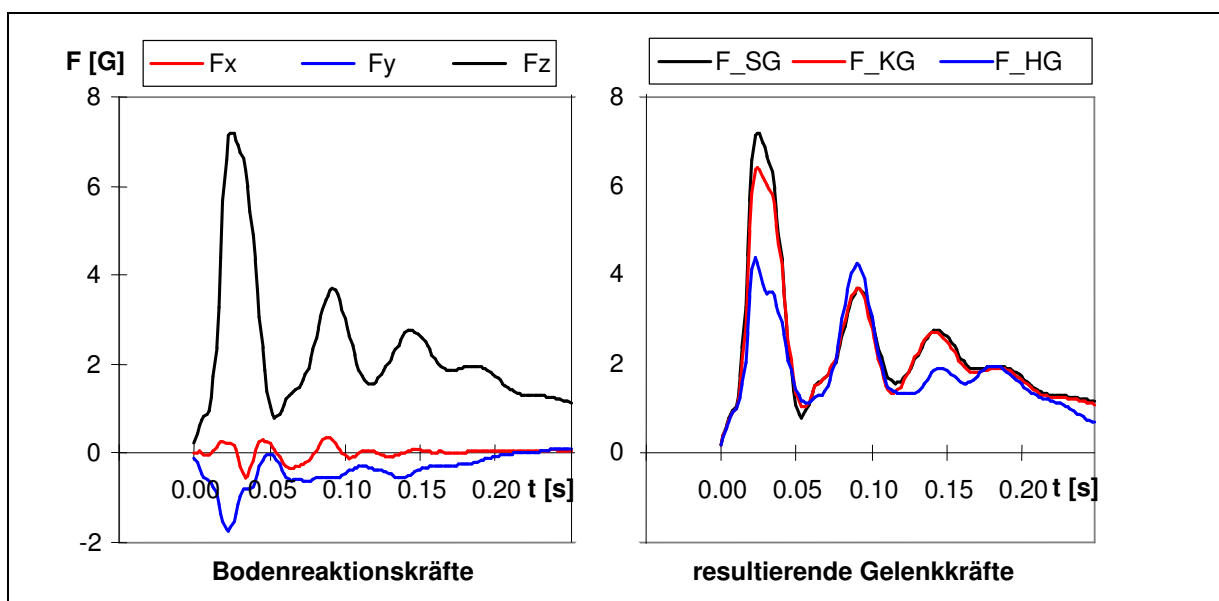 F [G]
Fx Fy Fz
8
6
4
2
0
-2
0.00 0.05 0.10 0.15 0.20 t [s]
Bodenreaktionskräfte
F_SG F_KG F_HG
8
6
4
2
0
0.00 0.05 0.10 0.15 0.20 t [s]
resultierende Gelenkkräfte